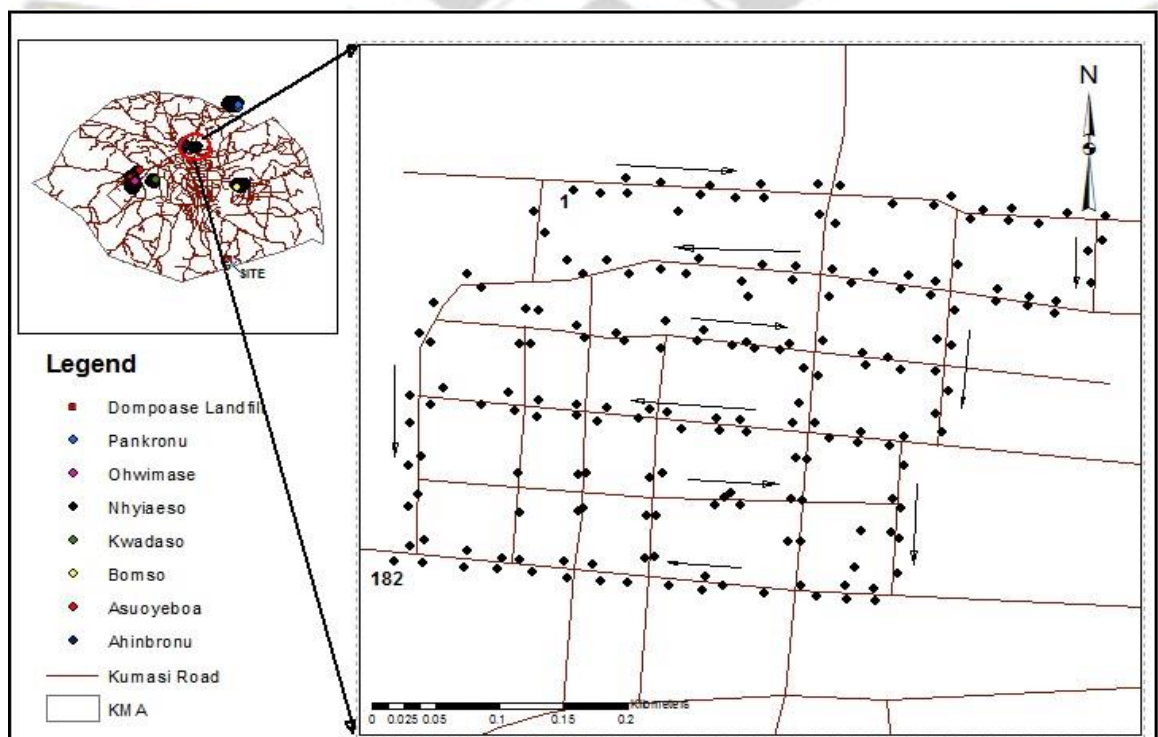 N
1
SITE
Legend
Dompoase Landfil
Pankronu
Ohwimase
Nhyiaeso
Kwadaso
Bomso
Asuoyeboa
Ahinbronu
Kumasi Road
KMA
182
Kilometers
0 0.025 0.05 0.1 0.15 0.2